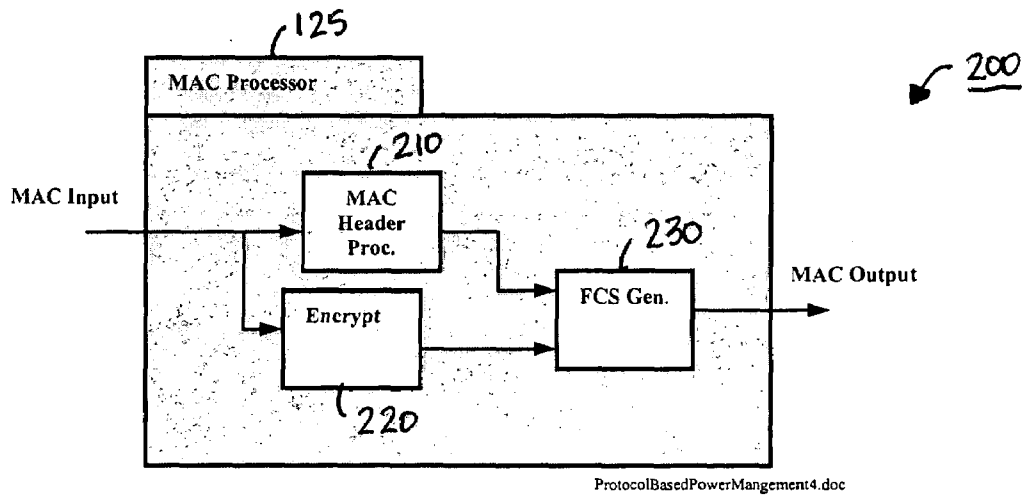 125
MAC Processor
200
210
MAC Input
MAC
Header
Proc.
230
MAC Output
FCS Gen.
Encrypt
220
ProtocolBasedPowerMangement4.doc